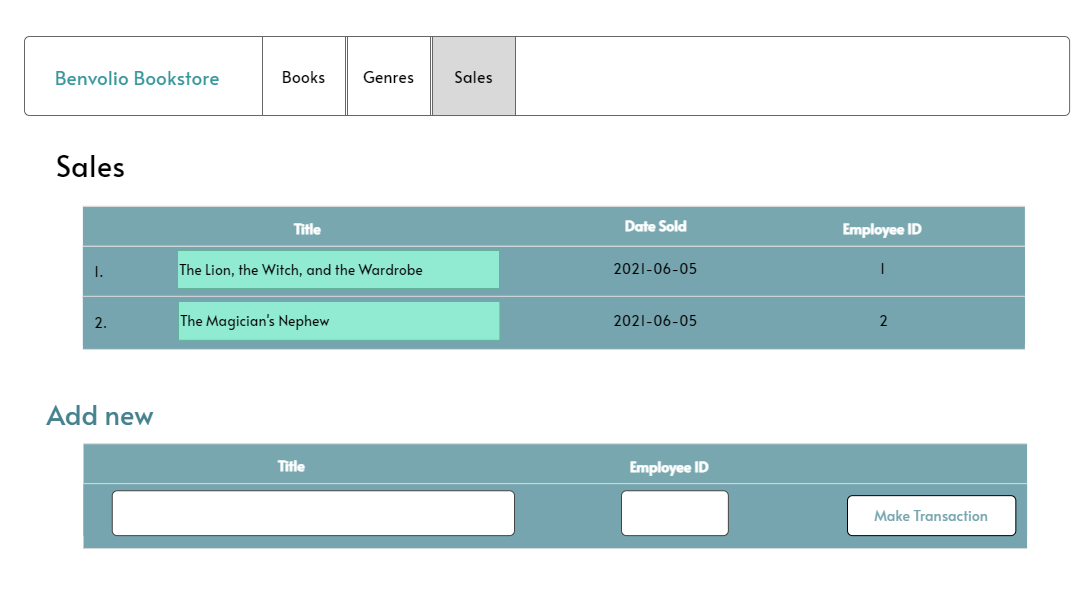 Benvolio Bookstore Books Genres Sales
Sales
Title Date Sold Employee ID
1. The Lion, the Witch, and the Wardrobe 2021-06-05 1
2. The Magician's Nephew 2021-06-05 2
Add new
Title Employee ID
Make Transaction